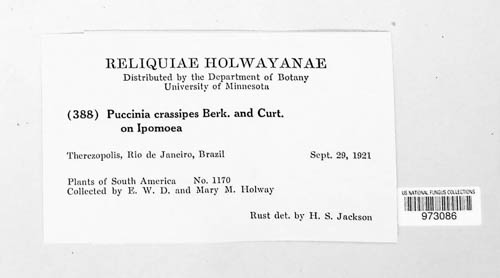 RELIQUIAE HOLWAYANAE
Distributed by the Department of Botany
University of Minnesota
(388) Puccinia crassipes Berk. and Curt.
on Ipomoea
Therezopolis, Rio de Janeiro, Brazil Sept. 29, 1921
Plants of South America No. 1170
Collected by E. W. D. and Mary M. Holway
Rust det. by H. S. Jackson
US NATIONAL FUNGUS COLLECTIONS
973086